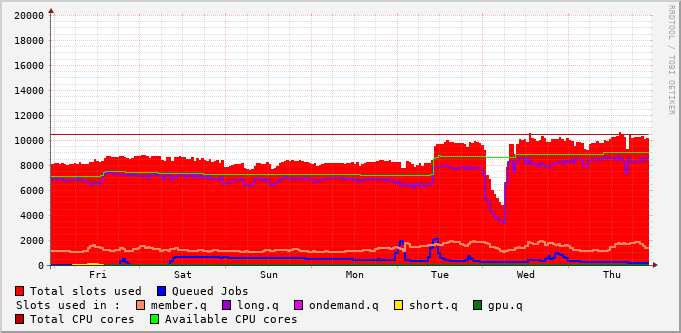 20000
18000
16000
14000
12000
10000
8000
6000
4000
2000
0
Fri Sat Sun Mon Tue Wed Thu
Total slots used Queued Jobs
Slots used in : member.q long.q ondemand.q short.q gpu.q
Total CPU cores Available CPU cores
RRDTOOL / TOBI OETIKER